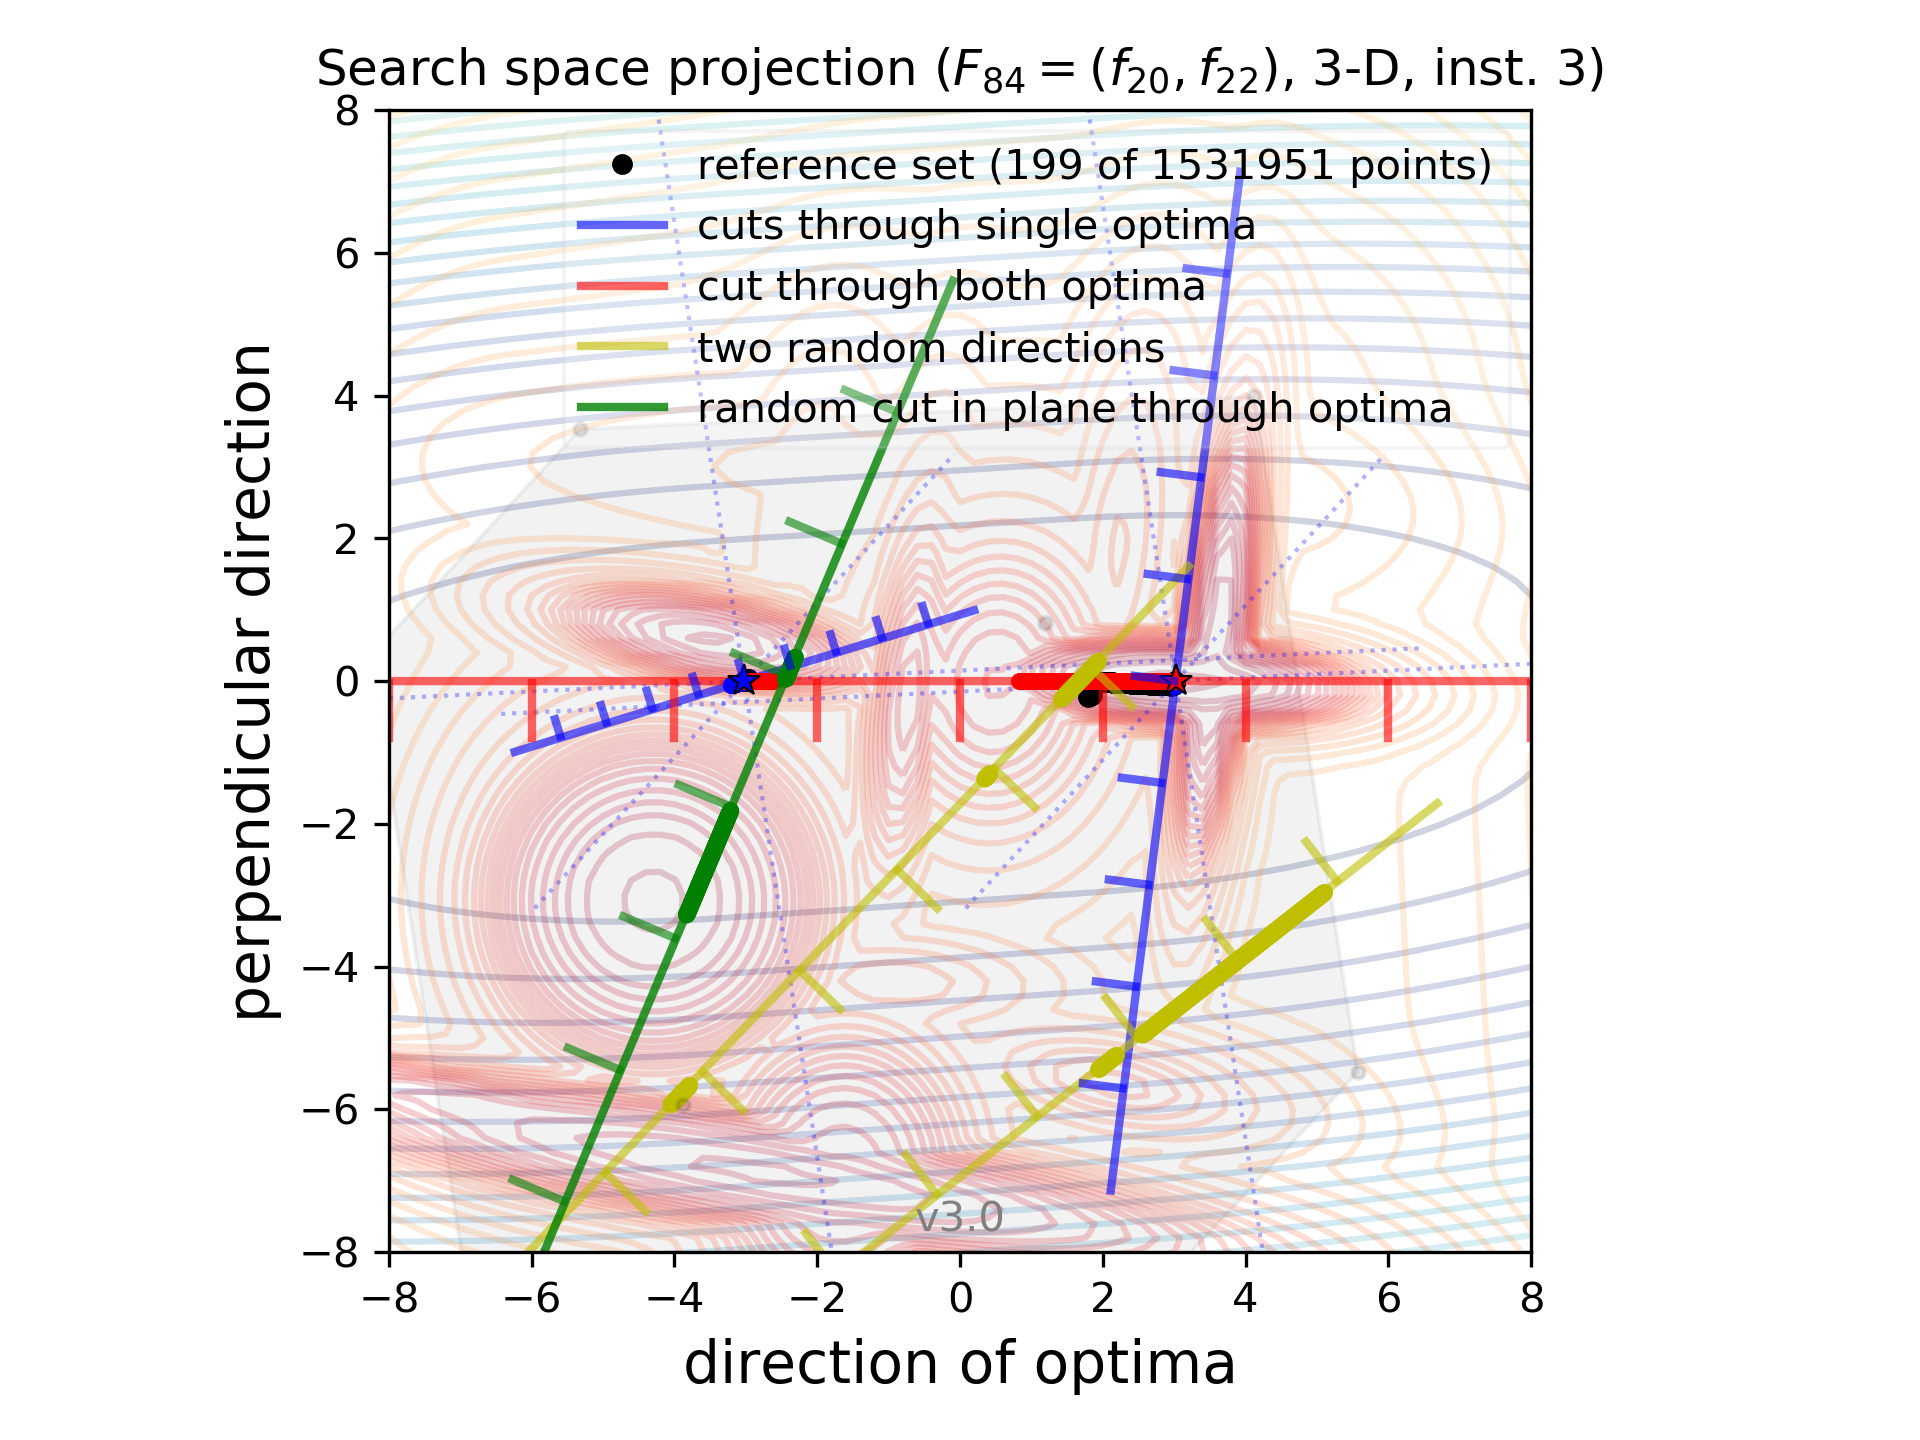 Search space projection (F84 = (f20, f22), 3-D, inst. 3)
reference set (199 of 1531951 points)
cuts through single optima
cut through both optima
two random directions
random cut in plane through optima
8
6
4
2
0
−2
−4
−6
−8
perpendicular direction
v3.0
−8 −6 −4 −2 0 2 4 6 8
direction of optima